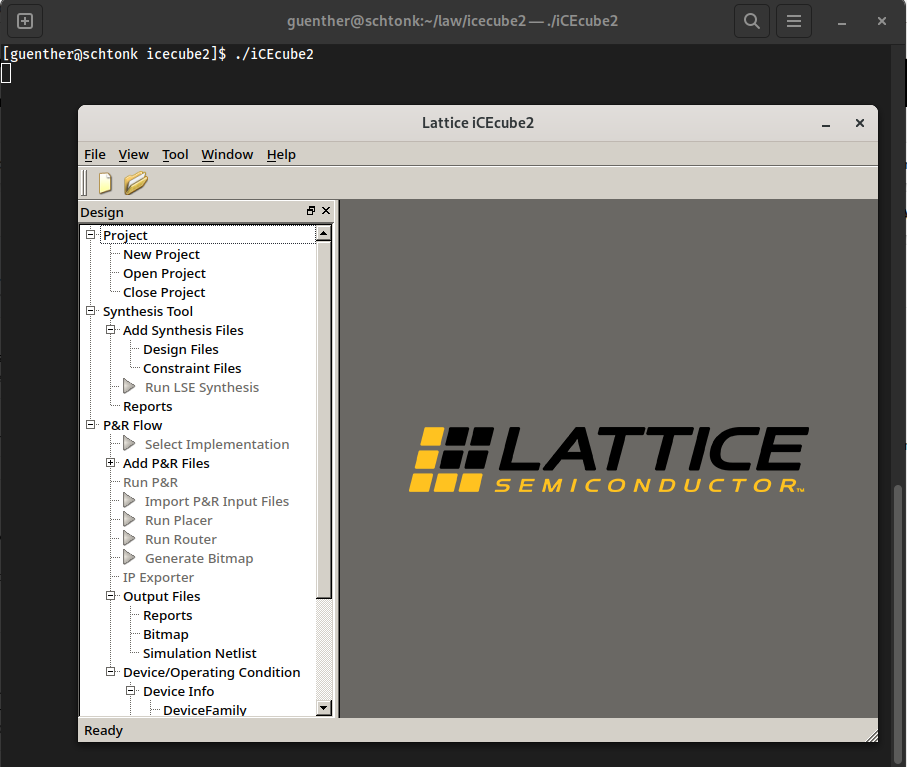 guenther@schtonk:~/law/icecube2 — ./iCEcube2
[guenther@schtonk icecube2]$ ./iCEcube2
Lattice iCEcube2
File View Tool Window Help
Design
Project
New Project
Open Project
Close Project
Synthesis Tool
Add Synthesis Files
Design Files
Constraint Files
Run LSE Synthesis
Reports
P&R Flow
Select Implementation
Add P&R Files
Run P&R
Import P&R Input Files
Run Placer
Run Router
Generate Bitmap
IP Exporter
Output Files
Reports
Bitmap
Simulation Netlist
Device/Operating Condition
Device Info
DeviceFamily
LATTICE
SEMICONDUCTOR™
Ready